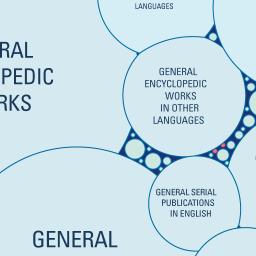 LANGUAGES
RAL
PEDIC
RKS
GENERAL
ENCYCLOPEDIC
WORKS
IN OTHER
LANGUAGES
GENERAL SERIAL
PUBLICATIONS
IN ENGLISH
GENERAL